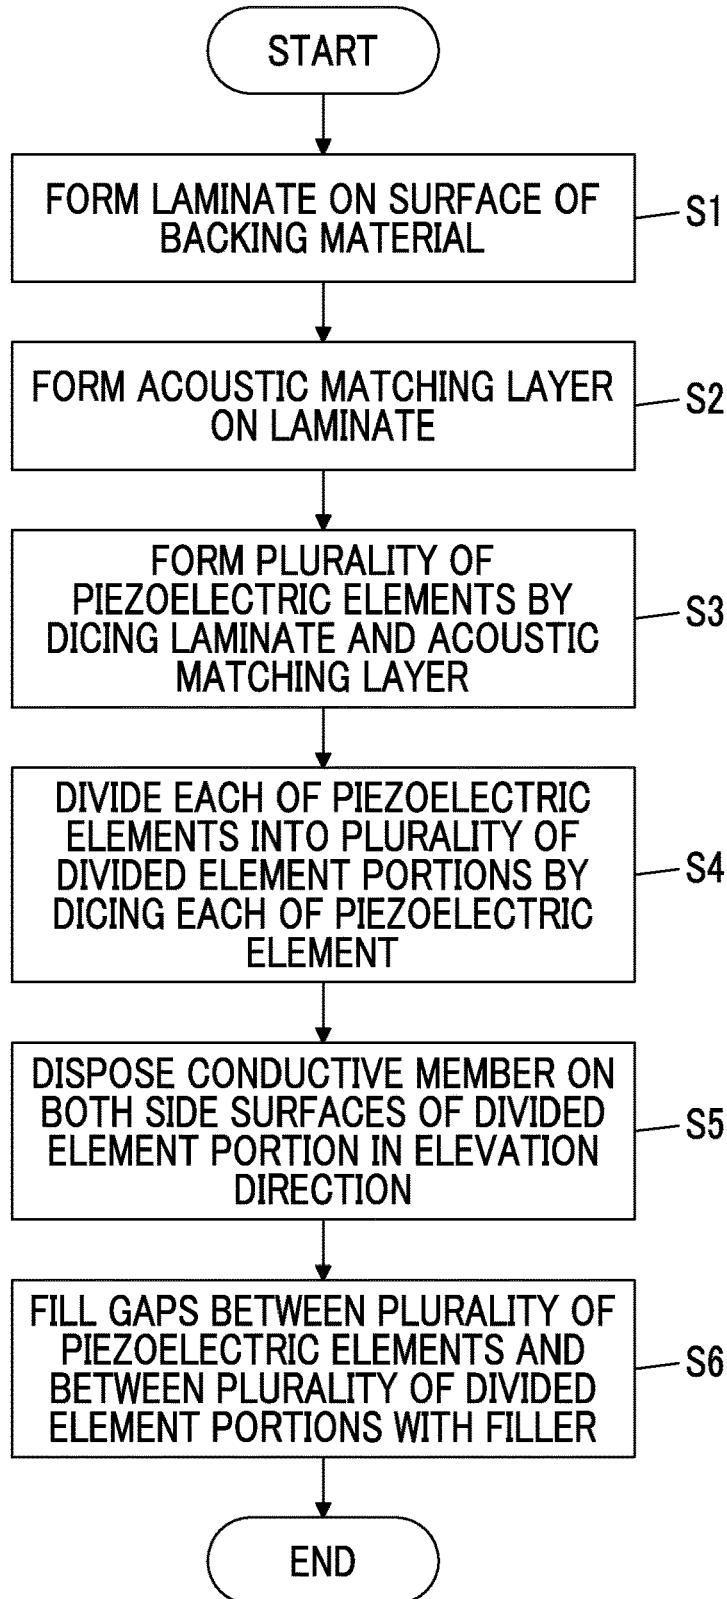 START
FORM LAMINATE ON SURFACE OF
BACKING MATERIAL
S1
FORM ACOUSTIC MATCHING LAYER
ON LAMINATE
S2
FORM PLURALITY OF
PIEZOELECTRIC ELEMENTS BY
DICING LAMINATE AND ACOUSTIC
MATCHING LAYER
S3
DIVIDE EACH OF PIEZOELECTRIC
ELEMENTS INTO PLURALITY OF
DIVIDED ELEMENT PORTIONS BY
DICING EACH OF PIEZOELECTRIC
ELEMENT
S4
DISPOSE CONDUCTIVE MEMBER ON
BOTH SIDE SURFACES OF DIVIDED
ELEMENT PORTION IN ELEVATION
DIRECTION
S5
FILL GAPS BETWEEN PLURALITY OF
PIEZOELECTRIC ELEMENTS AND
BETWEEN PLURALITY OF DIVIDED
ELEMENT PORTIONS WITH FILLER
S6
END